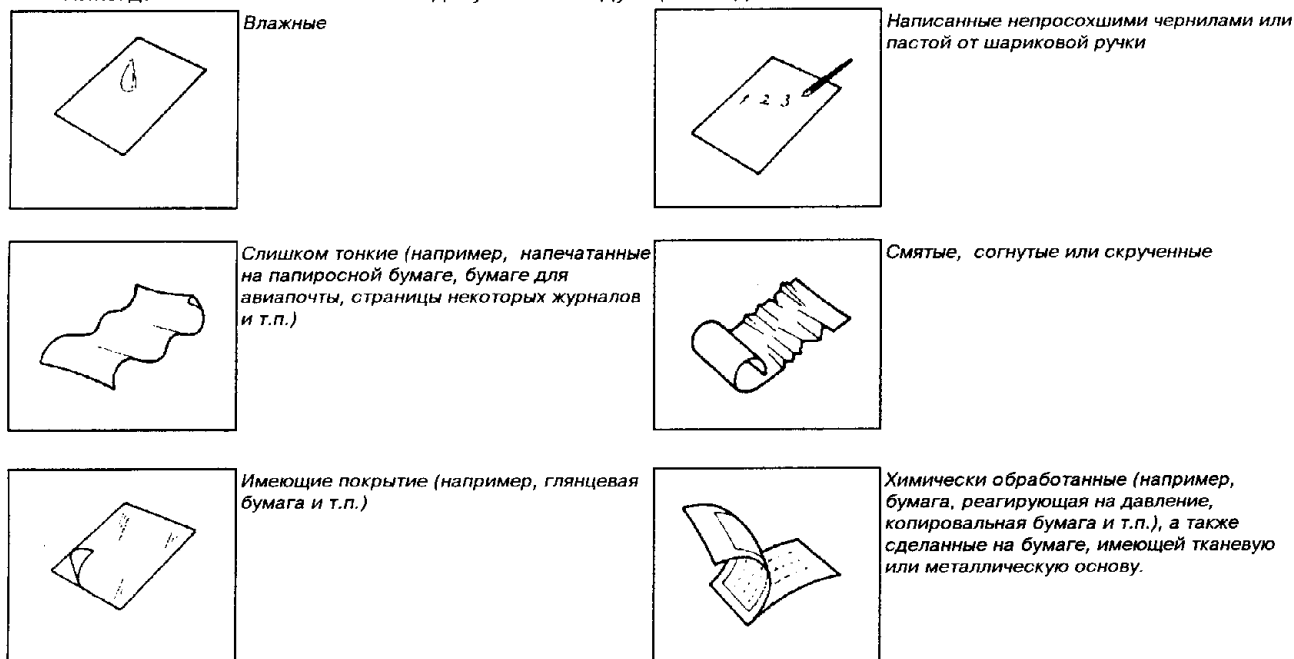 Влажные
Написанные непросохшими чернилами или
пастой от шариковой ручки
1 2 3
Слишком тонкие (например, напечатанные
на папиросной бумаге, бумаге для
авиапочты, страницы некоторых журналов
и т.п.)
Смятые, согнутые или скрученные
Имеющие покрытие (например, глянцевая
бумага и т.п.)
Химически обработанные (например,
бумага, реагирующая на давление,
копировальная бумага и т.п.), а также
сделанные на бумаге, имеющей тканевую
или металлическую основу.